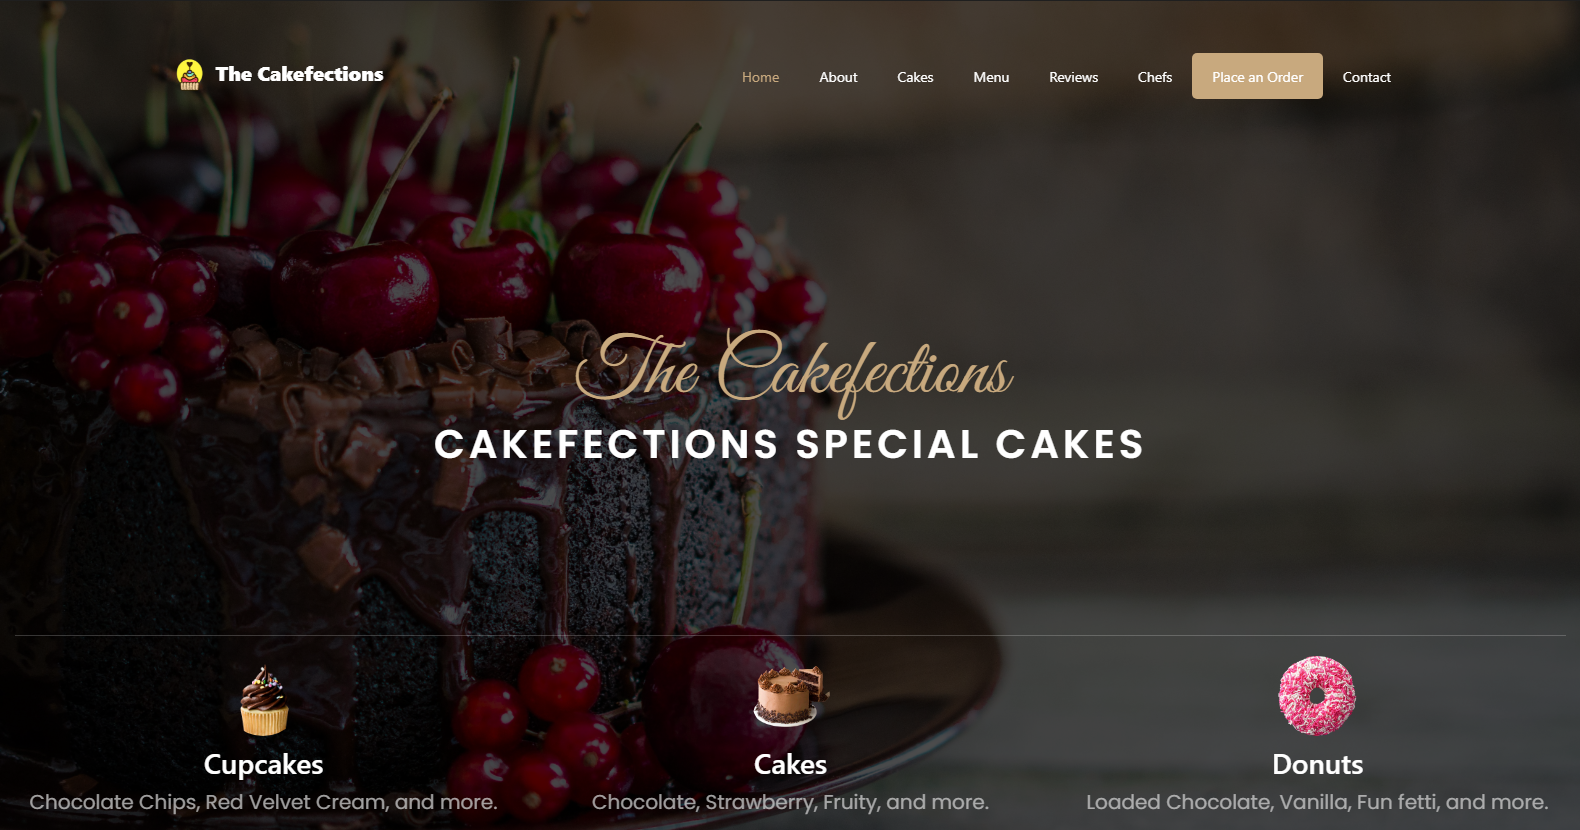 The Cakefections
Home About Cakes Menu Reviews Chefs Place an Order Contact
The Cakefections
CAKEFECTIONS SPECIAL CAKES
Cupcakes
Chocolate Chips, Red Velvet Cream, and more.
Cakes
Chocolate, Strawberry, Fruity, and more.
Donuts
Loaded Chocolate, Vanilla, Fun fetti, and more.